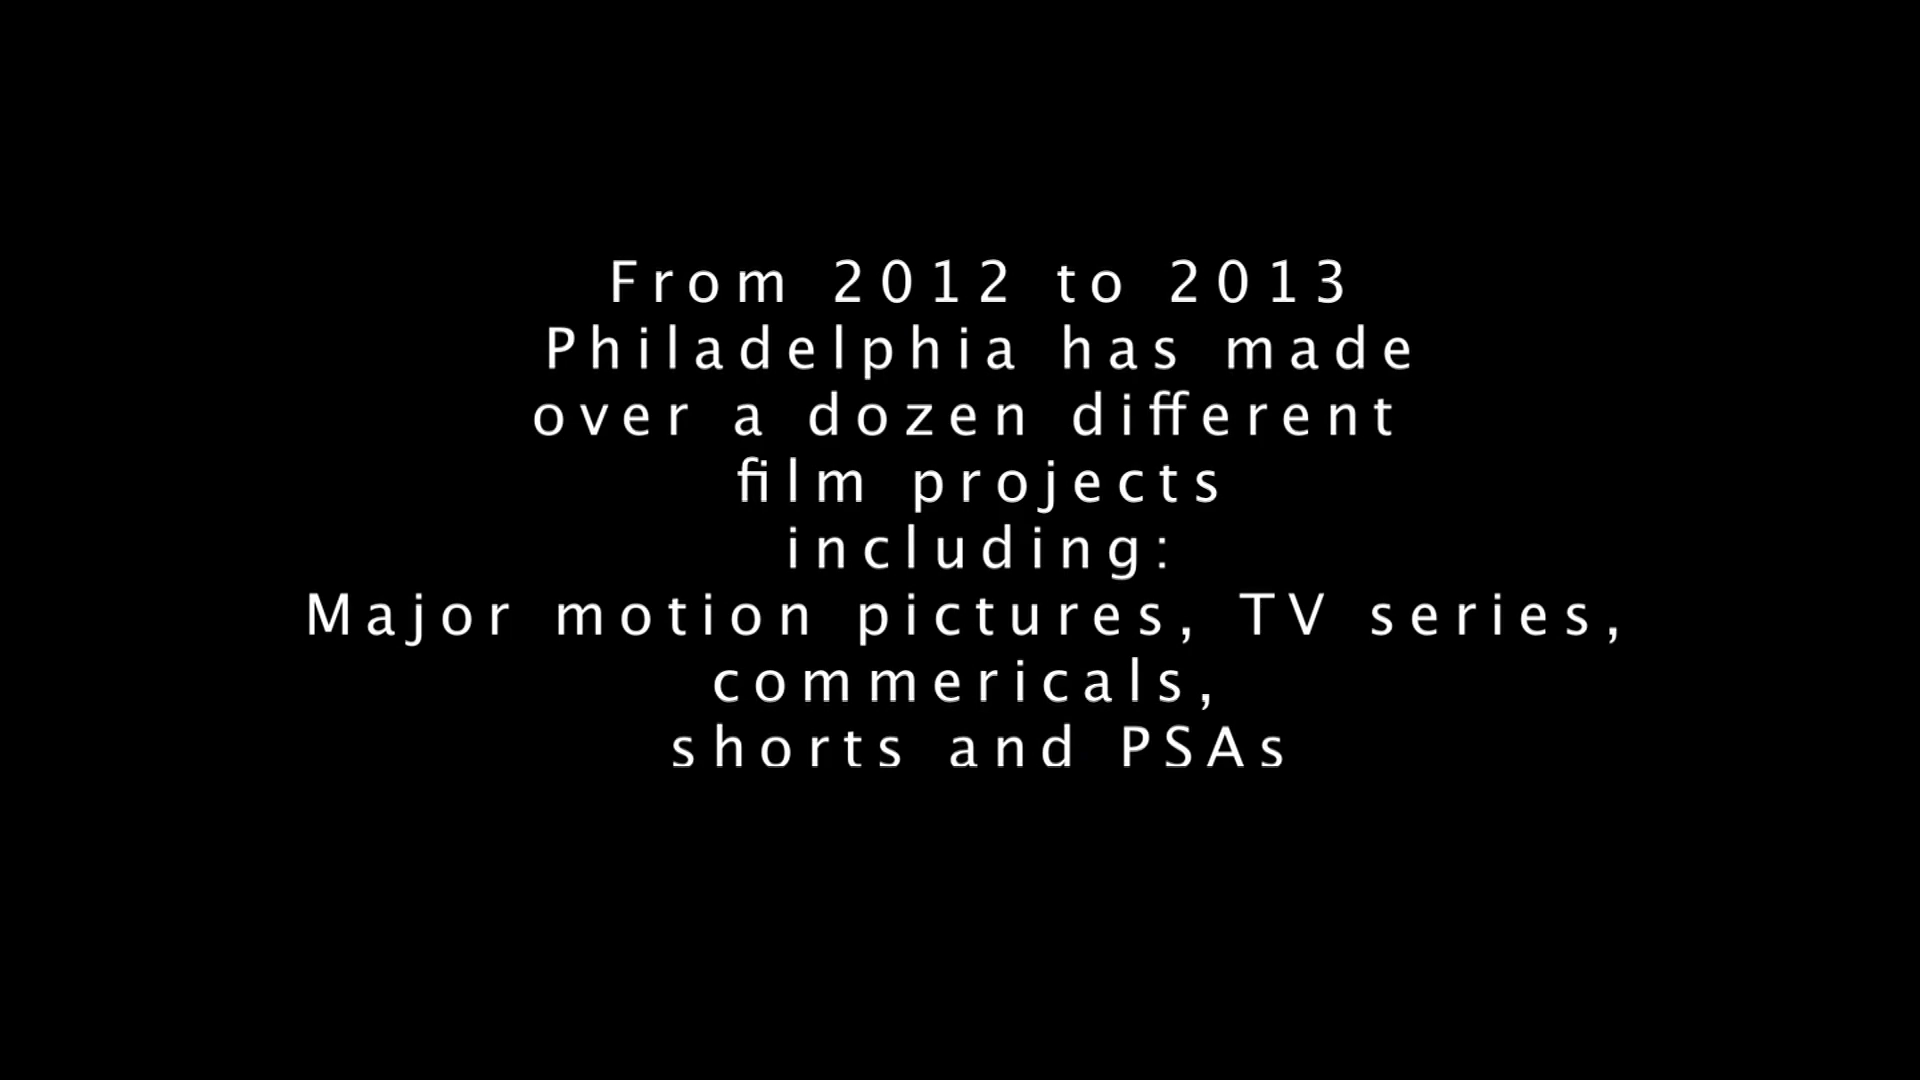 From 2012 to 2013
Philadelphia has made
over a dozen different
film projects
including:
Major motion pictures, TV series,
commericals,
shorts and PSAs